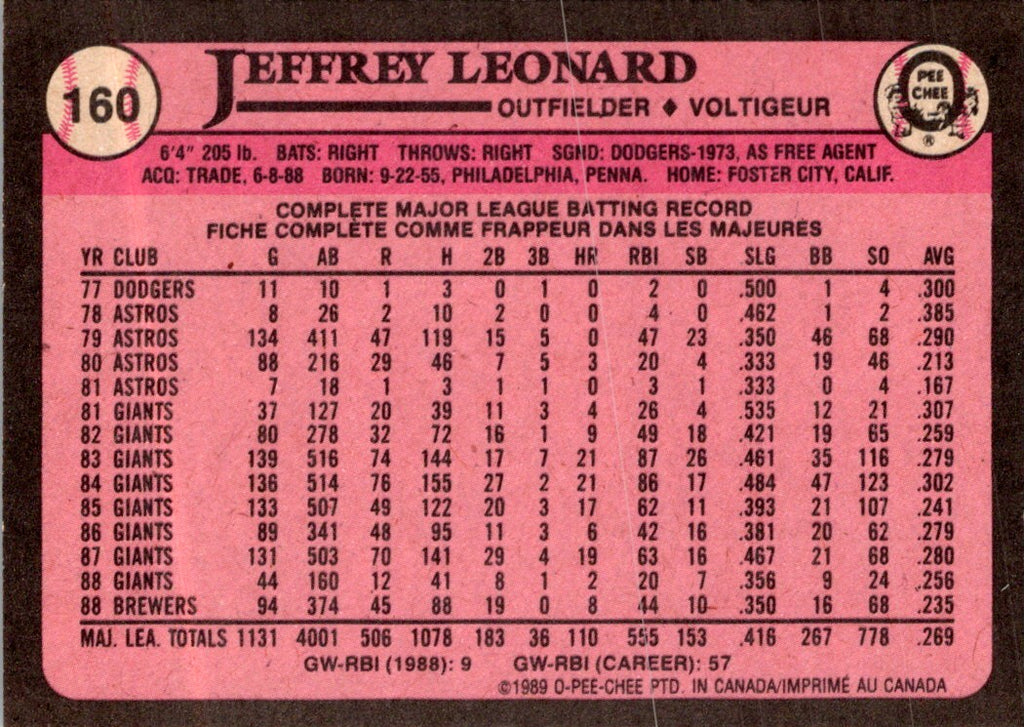 160
JEFFREY LEONARD
PEE
CHEE
®
OUTFIELDER ♦ VOLTIGEUR
6'4" 205 lb. BATS: RIGHT THROWS: RIGHT SGND: DODGERS-1973, AS FREE AGENT
ACQ: TRADE, 6-8-88 BORN: 9-22-55, PHILADELPHIA, PENNA. HOME: FOSTER CITY, CALIF.
COMPLETE MAJOR LEAGUE BATTING RECORD
FICHE COMPLÈTE COMME FRAPPEUR DANS LES MAJEURES
YR CLUB G AB R H 2B 3B HR RBI SB SLG BB SO AVG
77 DODGERS 11 10 1 3 0 1 0 2 0 .500 1 4 .300
78 ASTROS 8 26 2 10 2 0 0 4 0 .462 1 2 .385
79 ASTROS 134 411 47 119 15 5 0 47 23 .350 46 68 .290
80 ASTROS 88 216 29 46 7 5 3 20 4 .333 19 46 .213
81 ASTROS 7 18 1 3 1 1 0 3 1 .333 0 4 .167
81 GIANTS 37 127 20 39 11 3 4 26 4 .535 12 21 .307
82 GIANTS 80 278 32 72 16 1 9 49 18 .421 19 65 .259
83 GIANTS 139 516 74 144 17 7 21 87 26 .461 35 116 .279
84 GIANTS 136 514 76 155 27 2 21 86 17 .484 47 123 .302
85 GIANTS 133 507 49 122 20 3 17 62 11 .393 21 107 .241
86 GIANTS 89 341 48 95 11 3 6 42 16 .381 20 62 .279
87 GIANTS 131 503 70 141 29 4 19 63 16 .467 21 68 .280
88 GIANTS 44 160 12 41 8 1 2 20 7 .356 9 24 .256
88 BREWERS 94 374 45 88 19 0 8 44 10 .350 16 68 .235
MAJ. LEA. TOTALS 1131 4001 506 1078 183 36 110 555 153 .416 267 778 .269
GW-RBI (1988): 9 GW-RBI (CAREER): 57
©1989 O-PEE-CHEE PTD. IN CANADA/IMPRIMÉ AU CANADA